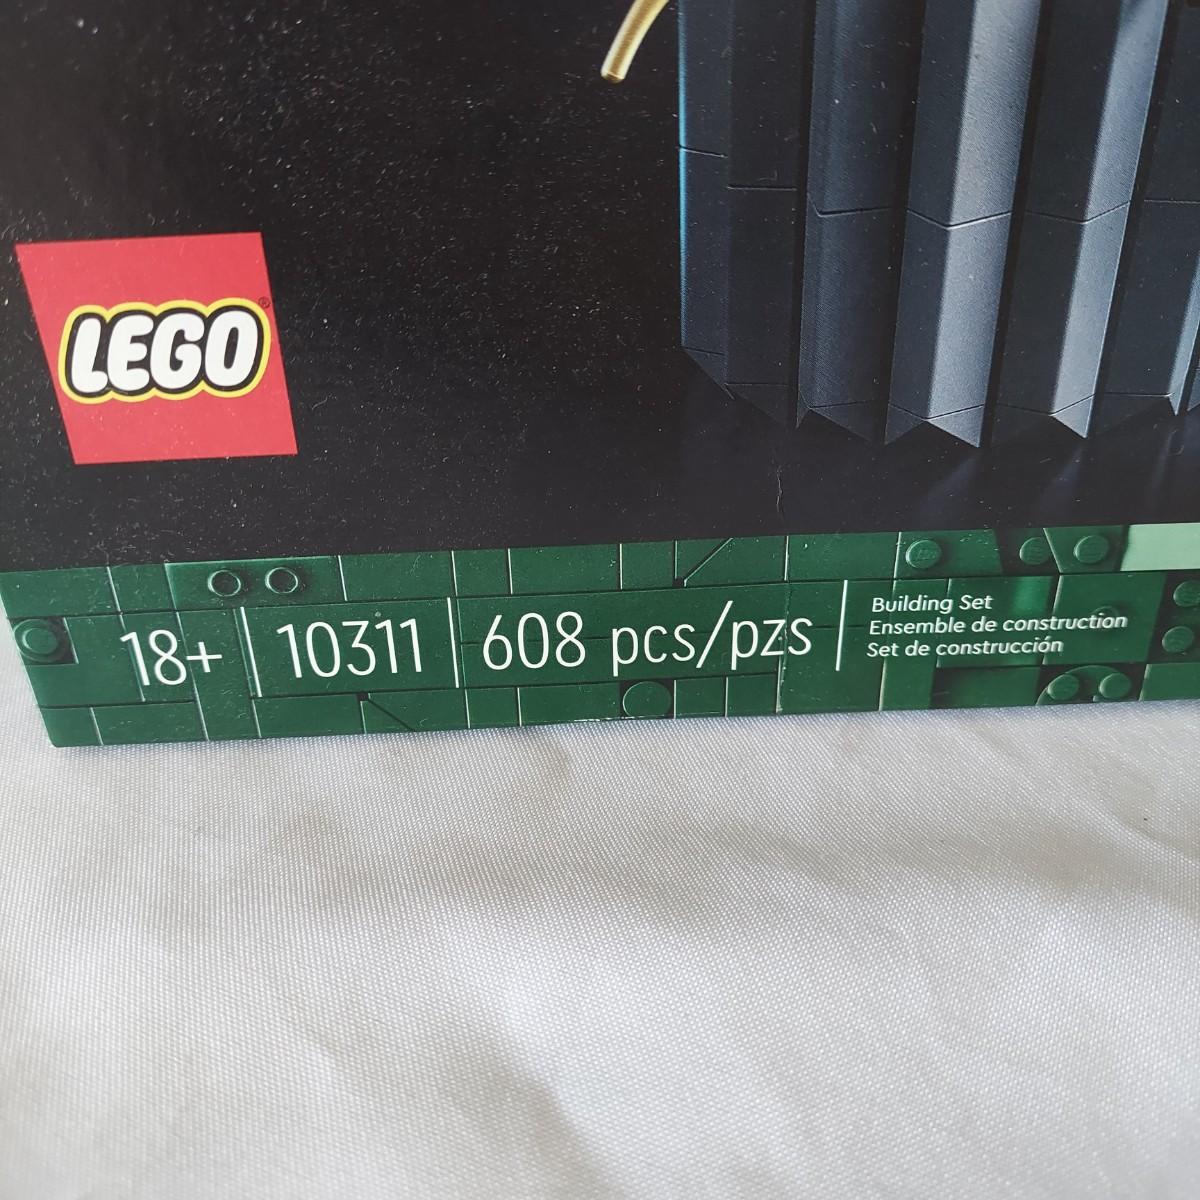 LEGO®
18+ | 10311 | 608 pcs/pzs
Building Set
Ensemble de construction
Set de construcción